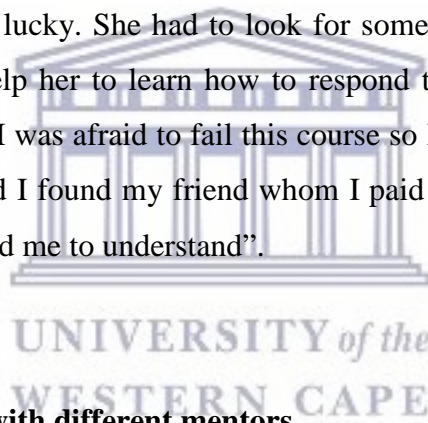 lucky. She had to look for some
elp her to learn how to respond t
I was afraid to fail this course so
d I found my friend whom I paid
d me to understand”.
UNIVERSITY of the
WESTERN CAPE
with different mentors